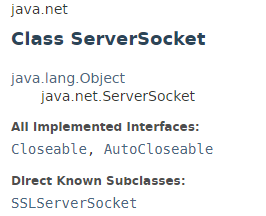 java.net
Class ServerSocket
java.lang.Object
java.net.ServerSocket
All Implemented Interfaces:
Closeable, AutoCloseable
Direct Known Subclasses:
SSLServerSocket